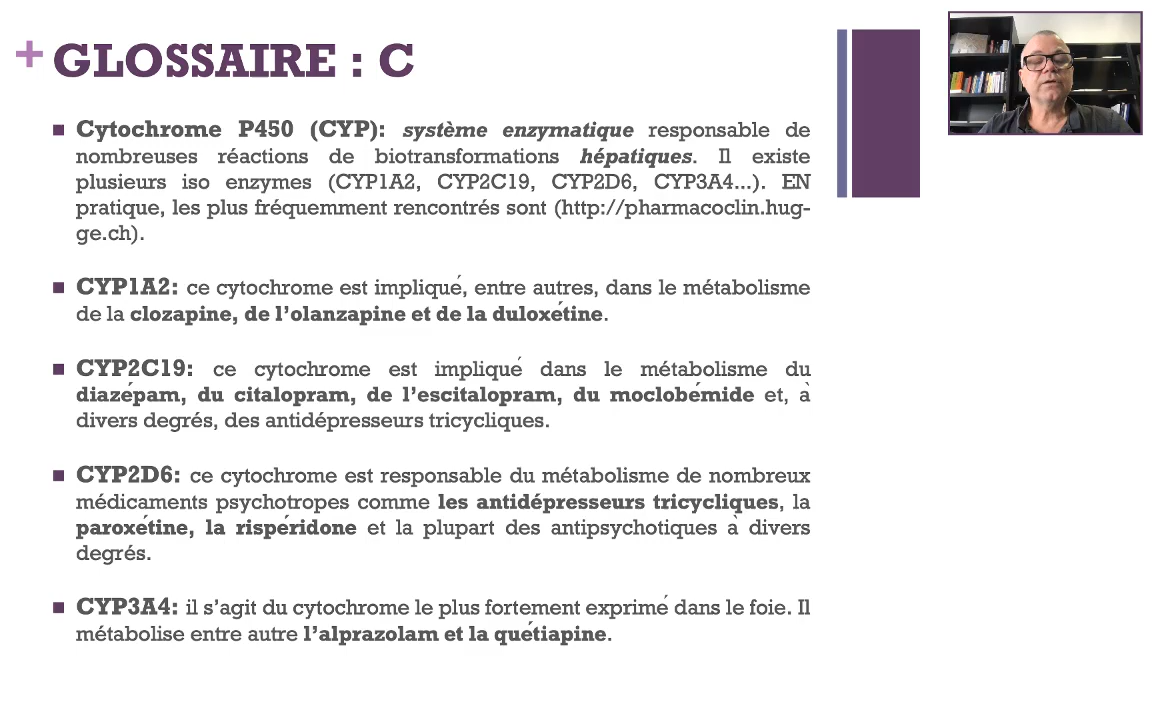 + GLOSSAIRE : C
Cytochrome P450 (CYP): système enzymatique responsable de
nombreuses réactions de biotransformations hépatiques. Il existe
plusieurs iso enzymes (CYP1A2, CYP2C19, CYP2D6, CYP3A4...). EN
pratique, les plus fréquemment rencontrés sont (http://pharmacoclin.hug-
ge.ch).
CYP1A2: ce cytochrome est impliqué, entre autres, dans le métabolisme
de la clozapine, de l'olanzapine et de la duloxétine.
CYP2C19: ce cytochrome est impliqué dans le métabolisme du
diazépam, du citalopram, de l'escitalopram, du moclobémide et, à
divers degrés, des antidépresseurs tricycliques.
CYP2D6: ce cytochrome est responsable du métabolisme de nombreux
médicaments psychotropes comme les antidépresseurs tricycliques, la
paroxétine, la rispéridone et la plupart des antipsychotiques à divers
degrés.
CYP3A4: il s'agit du cytochrome le plus fortement exprimé dans le foie. Il
métabolise entre autre l'alprazolam et la quétiapine.